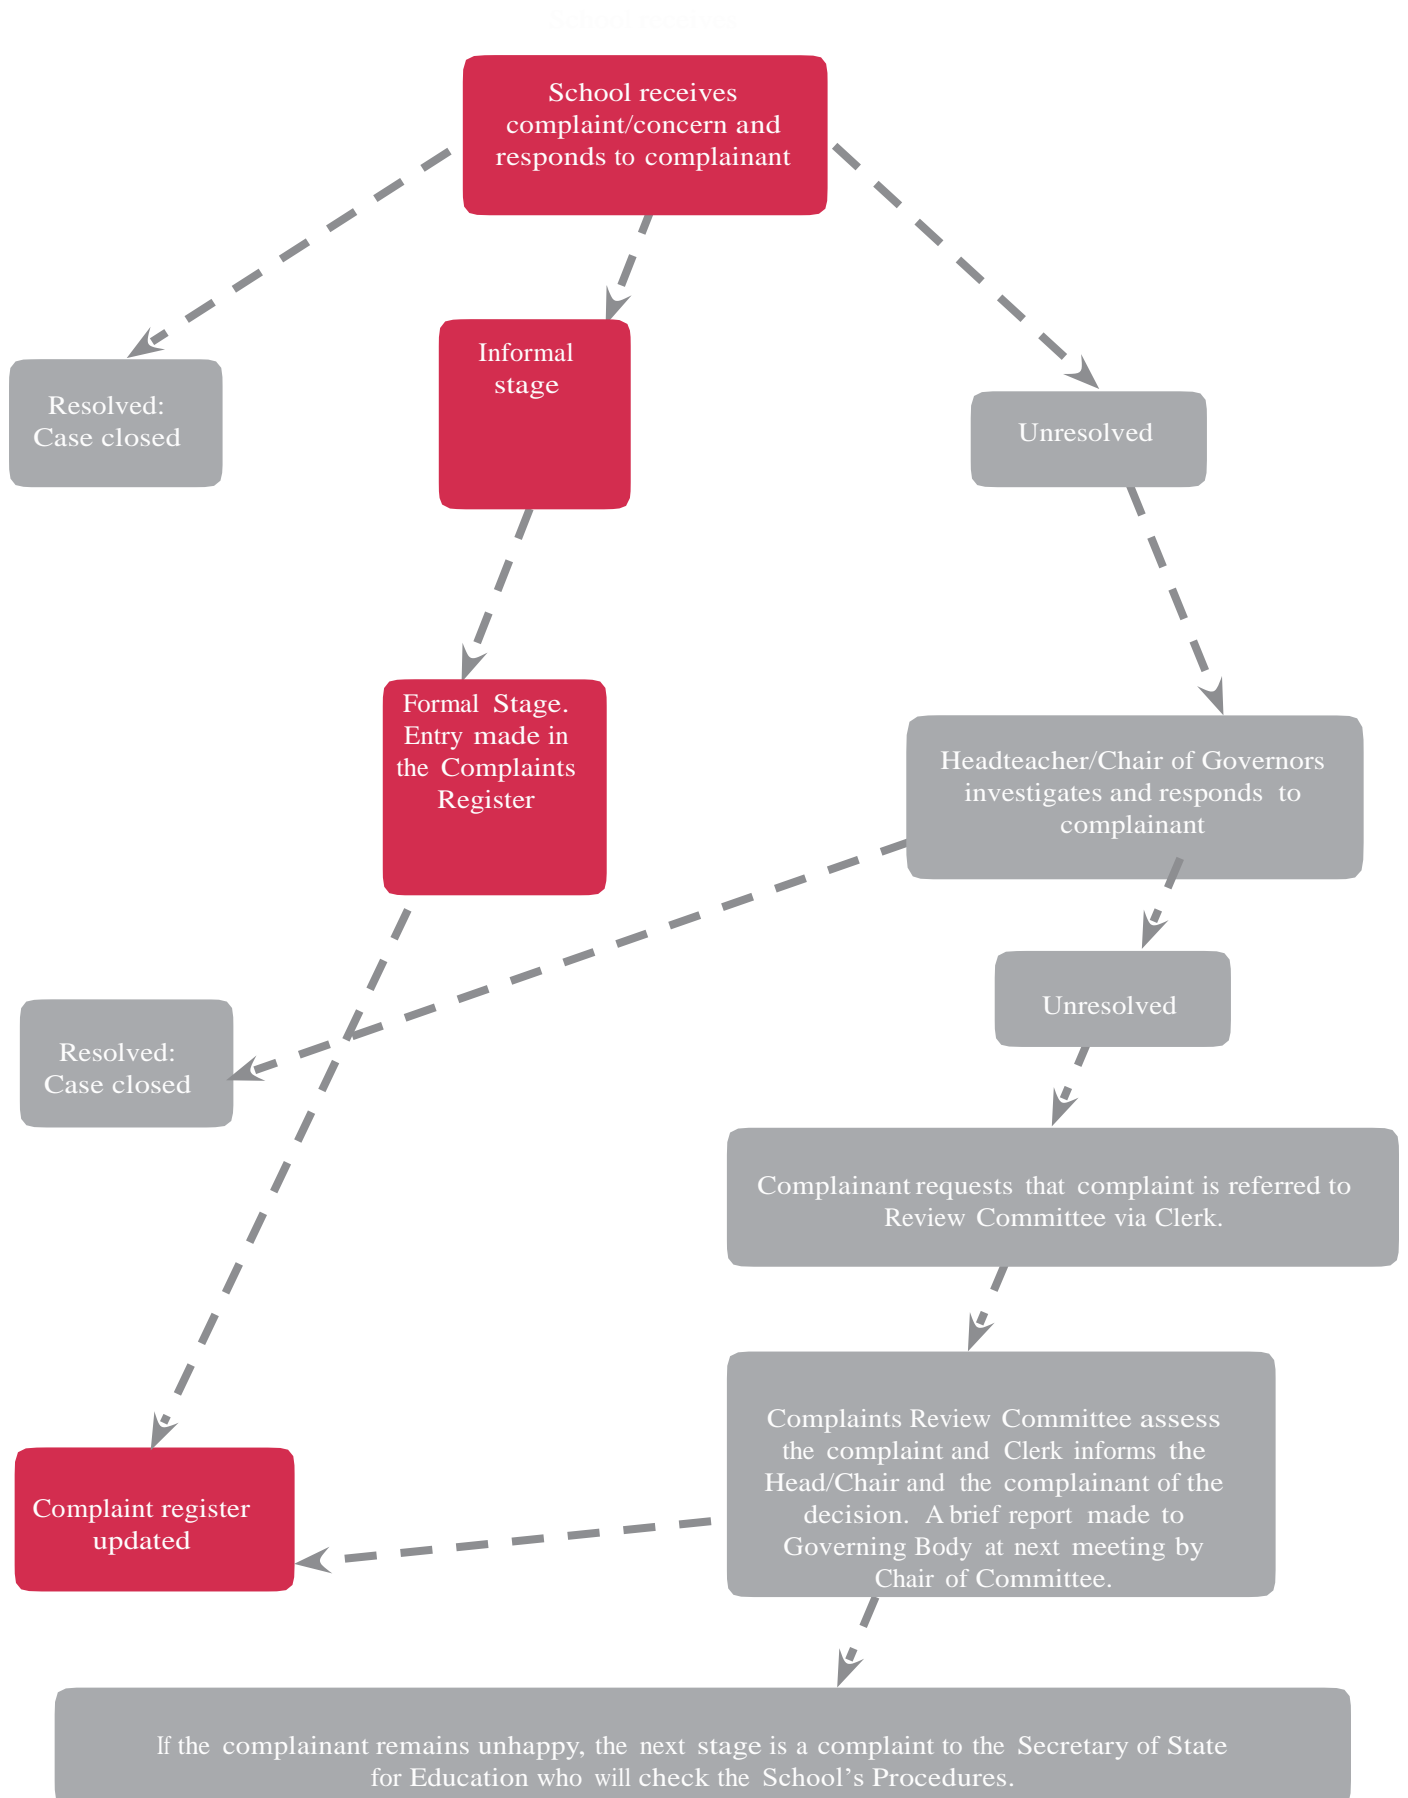 School receives
complaint/concern and
responds to complainant
Informal
stage
Resolved:
Case closed
Unresolved
Formal Stage.
Entry made in
the Complaints
Register
Headteacher/Chair of Governors
investigates and responds to
complainant
Unresolved
Resolved:
Case closed
Complainant requests that complaint is referred to
Review Committee via Clerk.
Complaints Review Committee assess
the complaint and Clerk informs the
Head/Chair and the complainant of the
decision. A brief report made to
Governing Body at next meeting by
Chair of Committee.
Complaint register
updated
If the complainant remains unhappy, the next stage is a complaint to the Secretary of State
for Education who will check the School’s Procedures.